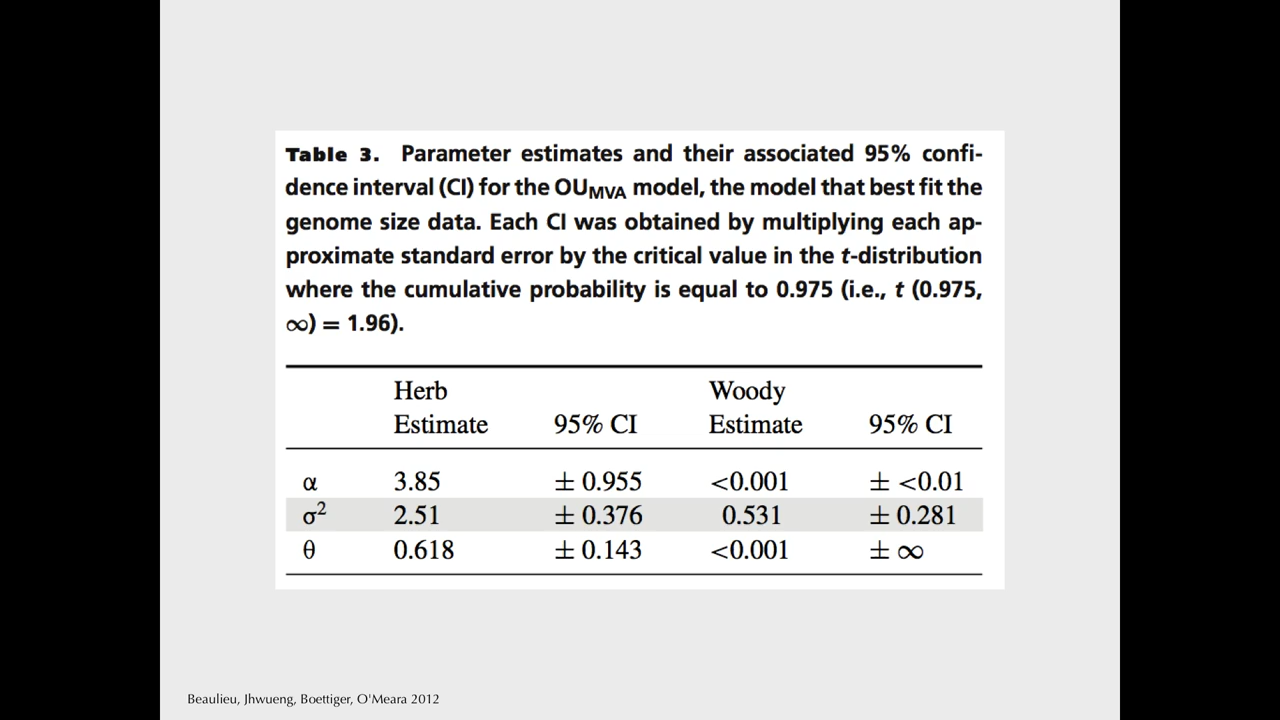 Table 3. Parameter estimates and their associated 95% confi-
dence interval (CI) for the OUMVA model, the model that best fit the
genome size data. Each CI was obtained by multiplying each ap-
proximate standard error by the critical value in the t-distribution
where the cumulative probability is equal to 0.975 (i.e., t (0.975,
∞) = 1.96).
Herb Woody
Estimate 95% CI Estimate 95% CI
α 3.85 ± 0.955 <0.001 ± <0.01
σ² 2.51 ± 0.376 0.531 ± 0.281
θ 0.618 ± 0.143 <0.001 ± ∞
Beaulieu, Jhwueng, Boettiger, O'Meara 2012